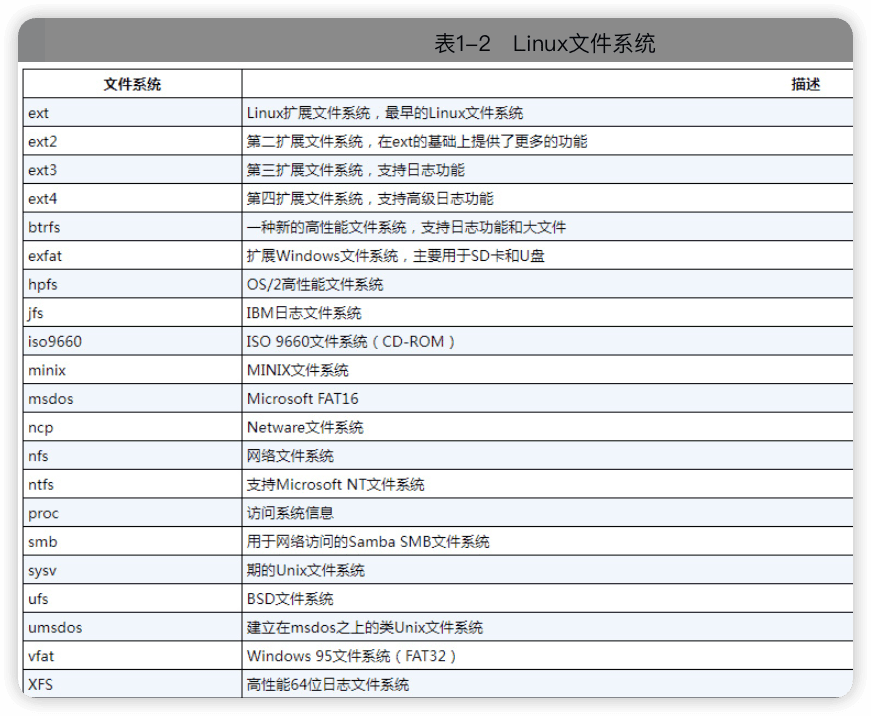 表1-2 Linux文件系统
文件系统 描述
ext Linux扩展文件系统，最早的Linux文件系统
ext2 第二扩展文件系统，在ext的基础上提供了更多的功能
ext3 第三扩展文件系统，支持日志功能
ext4 第四扩展文件系统，支持高级日志功能
btrfs 一种新的高性能文件系统，支持日志功能和大文件
exfat 扩展Windows文件系统，主要用于SD卡和U盘
hpfs OS/2高性能文件系统
jfs IBM日志文件系统
iso9660 ISO 9660文件系统（CD-ROM）
minix MINIX文件系统
msdos Microsoft FAT16
ncp Netware文件系统
nfs 网络文件系统
ntfs 支持Microsoft NT文件系统
proc 访问系统信息
smb 用于网络访问的Samba SMB文件系统
sysv 期的Unix文件系统
ufs BSD文件系统
umsdos 建立在msdos之上的类Unix文件系统
vfat Windows 95文件系统（FAT32）
XFS 高性能64位日志文件系统